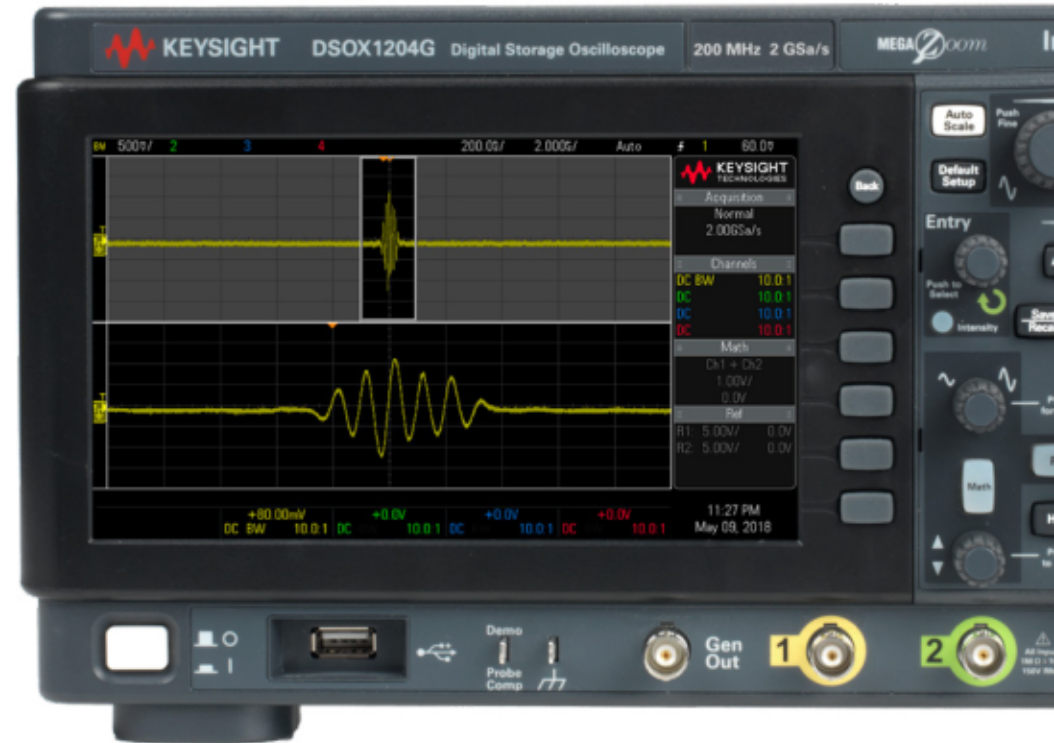 KEYSIGHT DSOX1204G Digital Storage Oscilloscope 200 MHz 2 GSa/s MEGA Zoom
BW 500▽/ 2 3 4 2.000s/ Auto 1
KEYSIGHT
TECHNOLOGIES
Acquisition
Normal
2.00GSa/s
Channels
DC BW 10.0:1
DC 10.0:1
DC 10.0:1
DC 10.0:1
Math
Ch1 + Ch2
1.00V/
0.0V
Ref
R1: 5.00V/ 0.0V
R2: 5.00V/ 0.0V
+80.00mV +0.0V +0.0V +0.0V
DC BW 10.0:1 DC 10.0:1 DC 10.0:1 DC 10.0:1
11:27 PM
May 09, 2018
Back
Auto
Scale
Push
Fine
Default
Setup
Entry
Push to
Select
Intensity
Math
Demo
Probe
Comp
Gen
Out
1
2